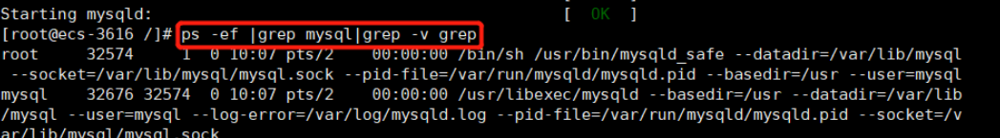 Starting mysqld:                                           [  OK  ]
[root@ecs-3616 /]# ps -ef |grep mysql|grep -v grep
root     32574     1  0 10:07 pts/2    00:00:00 /bin/sh /usr/bin/mysqld_safe --datadir=/var/lib/mysql
 --socket=/var/lib/mysql/mysql.sock --pid-file=/var/run/mysqld/mysqld.pid --basedir=/usr --user=mysql
mysql    32676 32574  0 10:07 pts/2    00:00:00 /usr/libexec/mysqld --basedir=/usr --datadir=/var/lib
/mysql --user=mysql --log-error=/var/log/mysqld.log --pid-file=/var/run/mysqld/mysqld.pid --socket=/v
ar/lib/mysql/mysql.sock